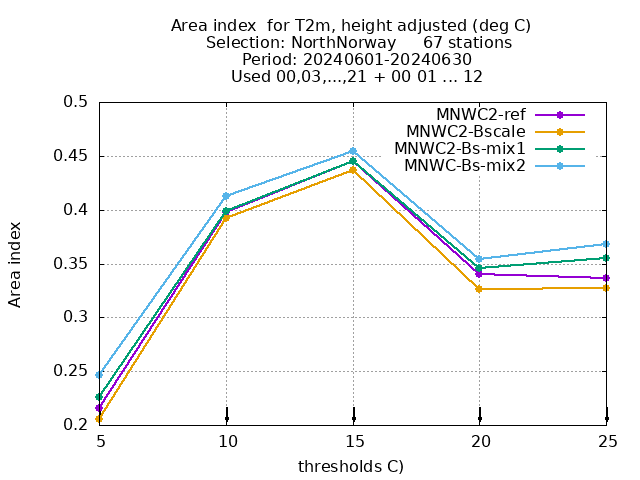 Area index  for T2m, height adjusted (deg C)
Selection: NorthNorway     67 stations
Period: 20240601-20240630
Used 00,03,...,21 + 00 01 ... 12
MNWC2-ref
MNWC2-Bscale
MNWC2-Bs-mix1
MNWC-Bs-mix2
0.5
0.45
0.4
0.35
0.3
0.25
0.2
Area index
5 10 15 20 25
thresholds C)